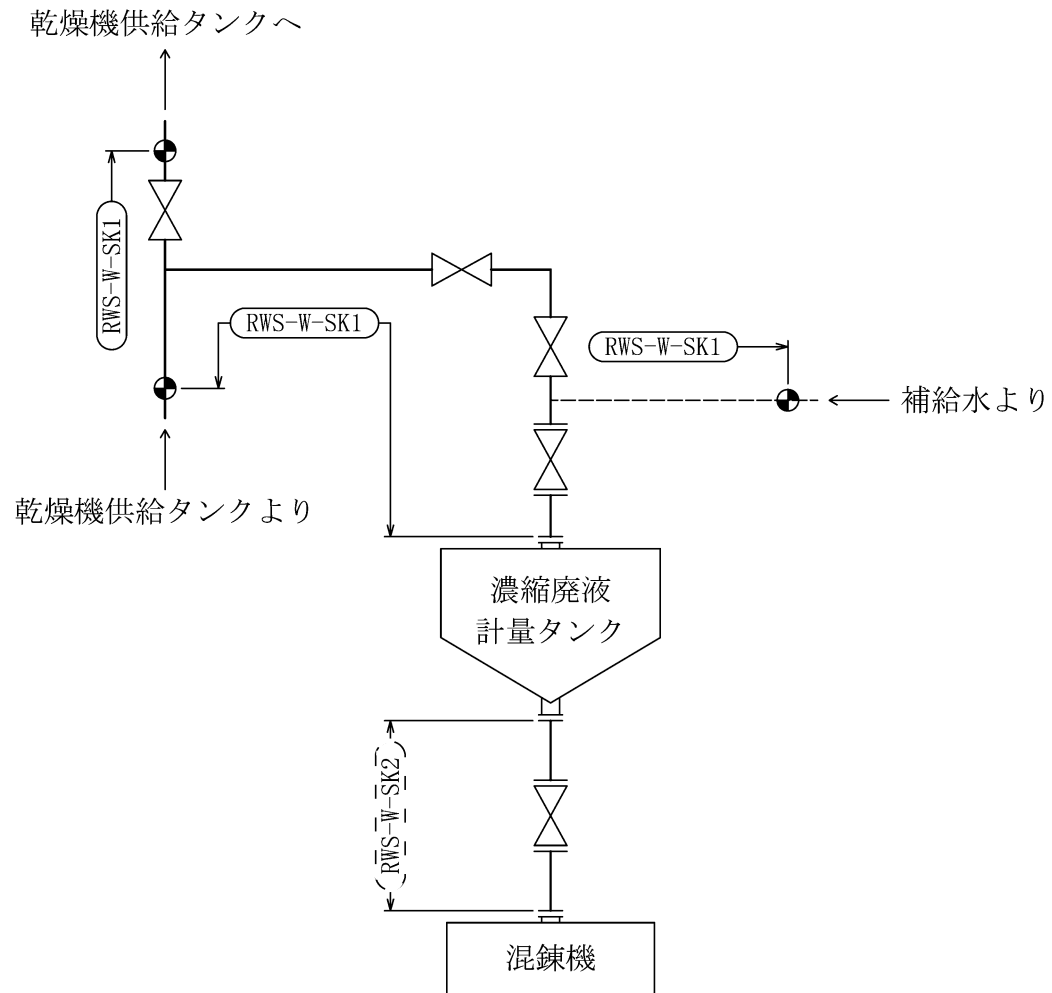 乾燥機供給タンクへ
RWS-W-SK1
RWS-W-SK1
RWS-W-SK1
補給水より
乾燥機供給タンクより
濃縮廃液
計量タンク
RWS-W-SK2
混錬機